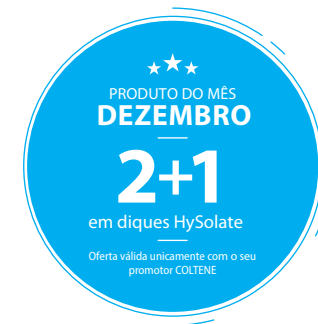 PRODUTO DO MÊS
DEZEMBRO
2+1
em diques HySolate
Oferta válida unicamente com o seu
promotor COLTENE